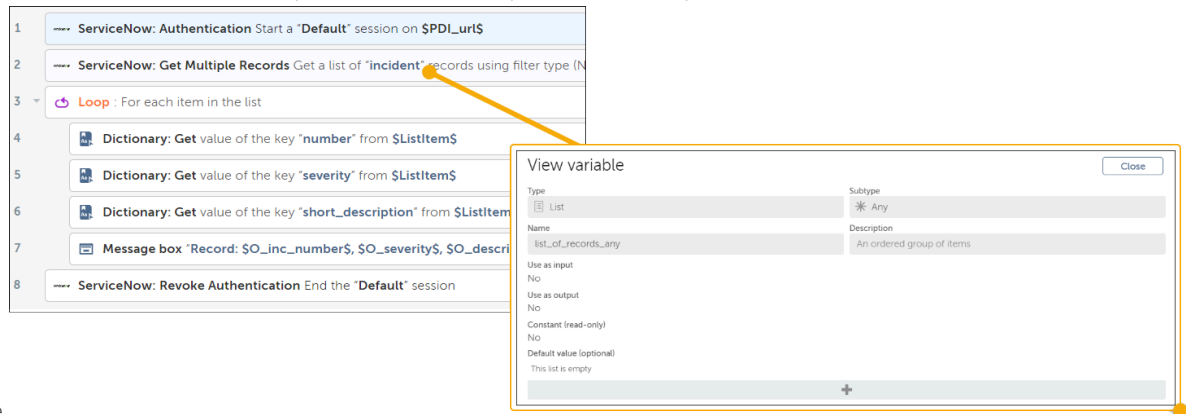 1 ServiceNow: Authentication Start a "Default" session on $PDI_url$
2 ServiceNow: Get Multiple Records Get a list of "incident" records using filter type (N
3 Loop : For each item in the list
4 Dictionary: Get value of the key "number" from $ListItem$
5 Dictionary: Get value of the key "severity" from $ListItem$
6 Dictionary: Get value of the key "short_description" from $ListItem
7 Message box "Record: $O_inc_number$, $O_severity$, $O_descri
8 ServiceNow: Revoke Authentication End the "Default" session
View variable
Close
Type Subtype
List Any
Name Description
list_of_records_any An ordered group of items
Use as input
No
Use as output
No
Constant (read-only)
No
Default value (optional)
This list is empty
+